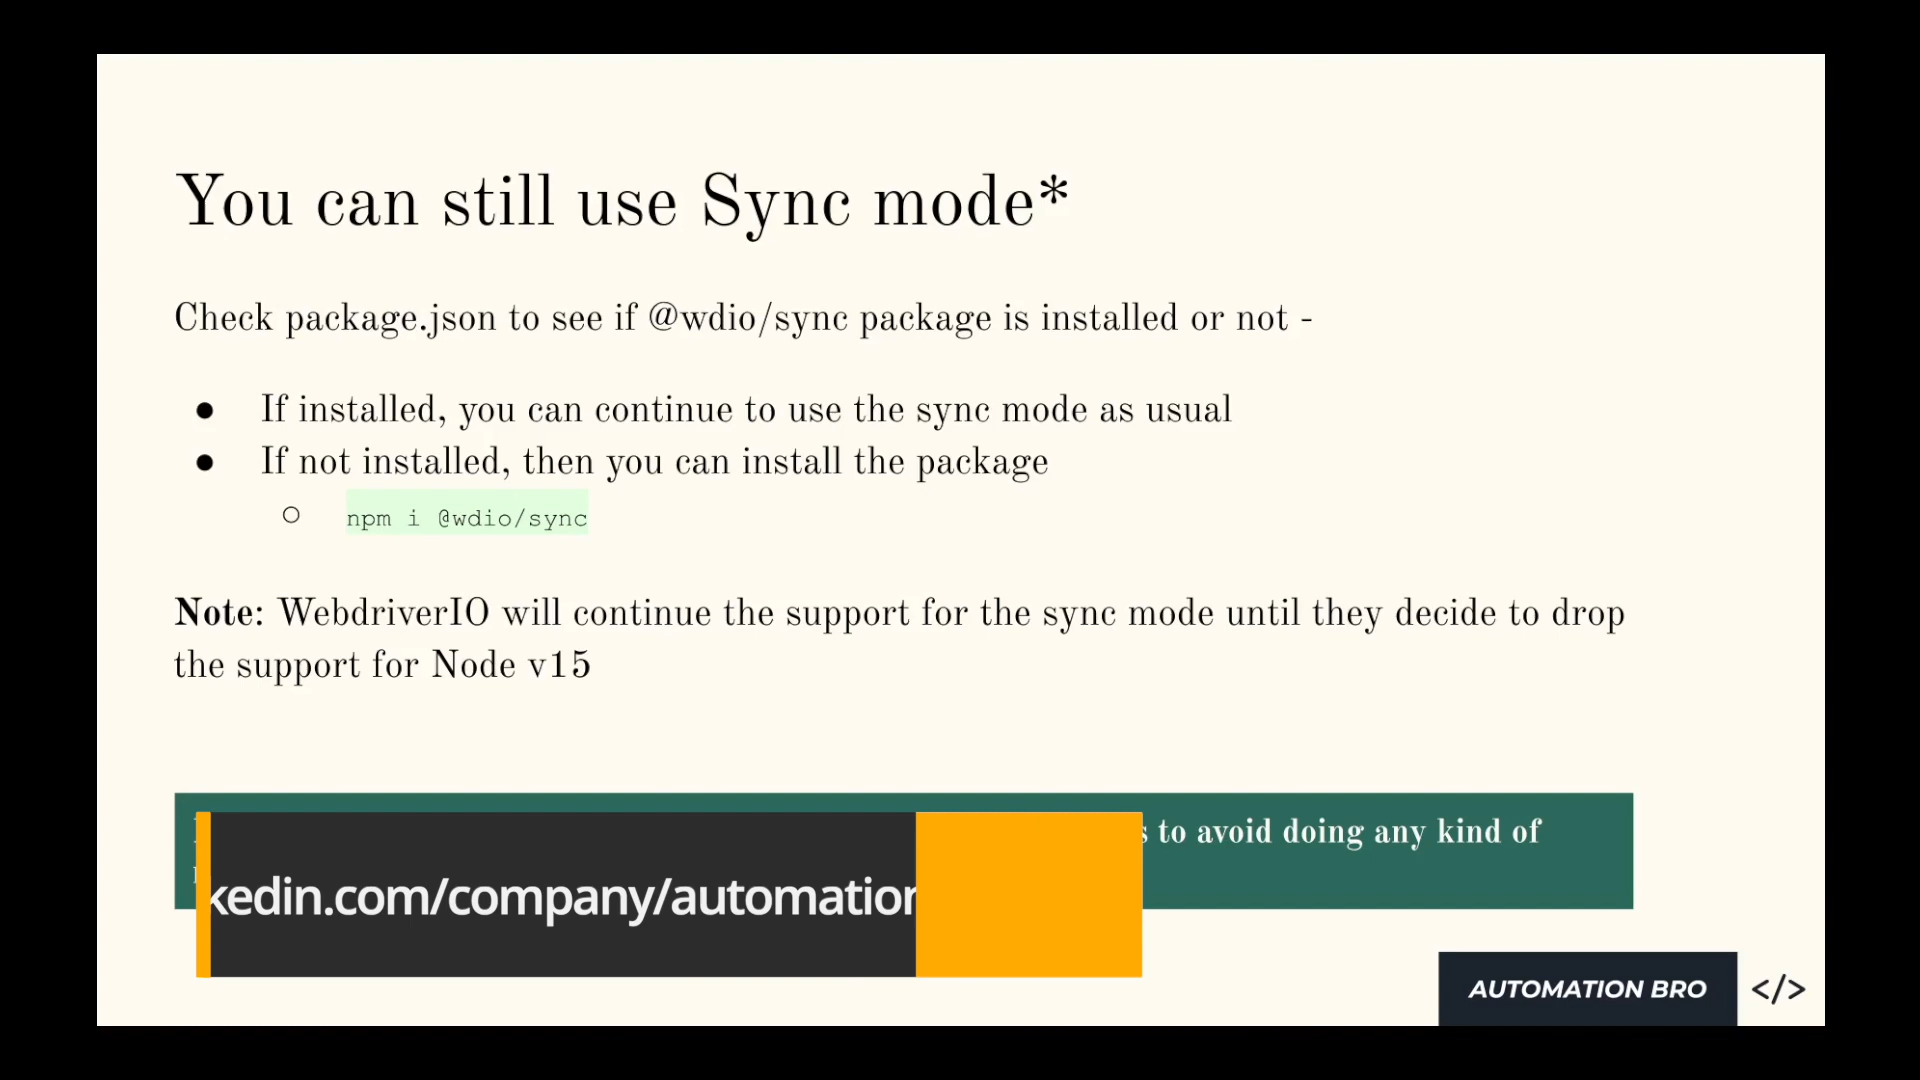 You can still use Sync mode*
Check package.json to see if @wdio/sync package is installed or not -
● If installed, you can continue to use the sync mode as usual
● If not installed, then you can install the package
○ npm i @wdio/sync
Note: WebdriverIO will continue the support for the sync mode until they decide to drop
the support for Node v15
to avoid doing any kind of
kedin.com/company/automation
AUTOMATION BRO </>